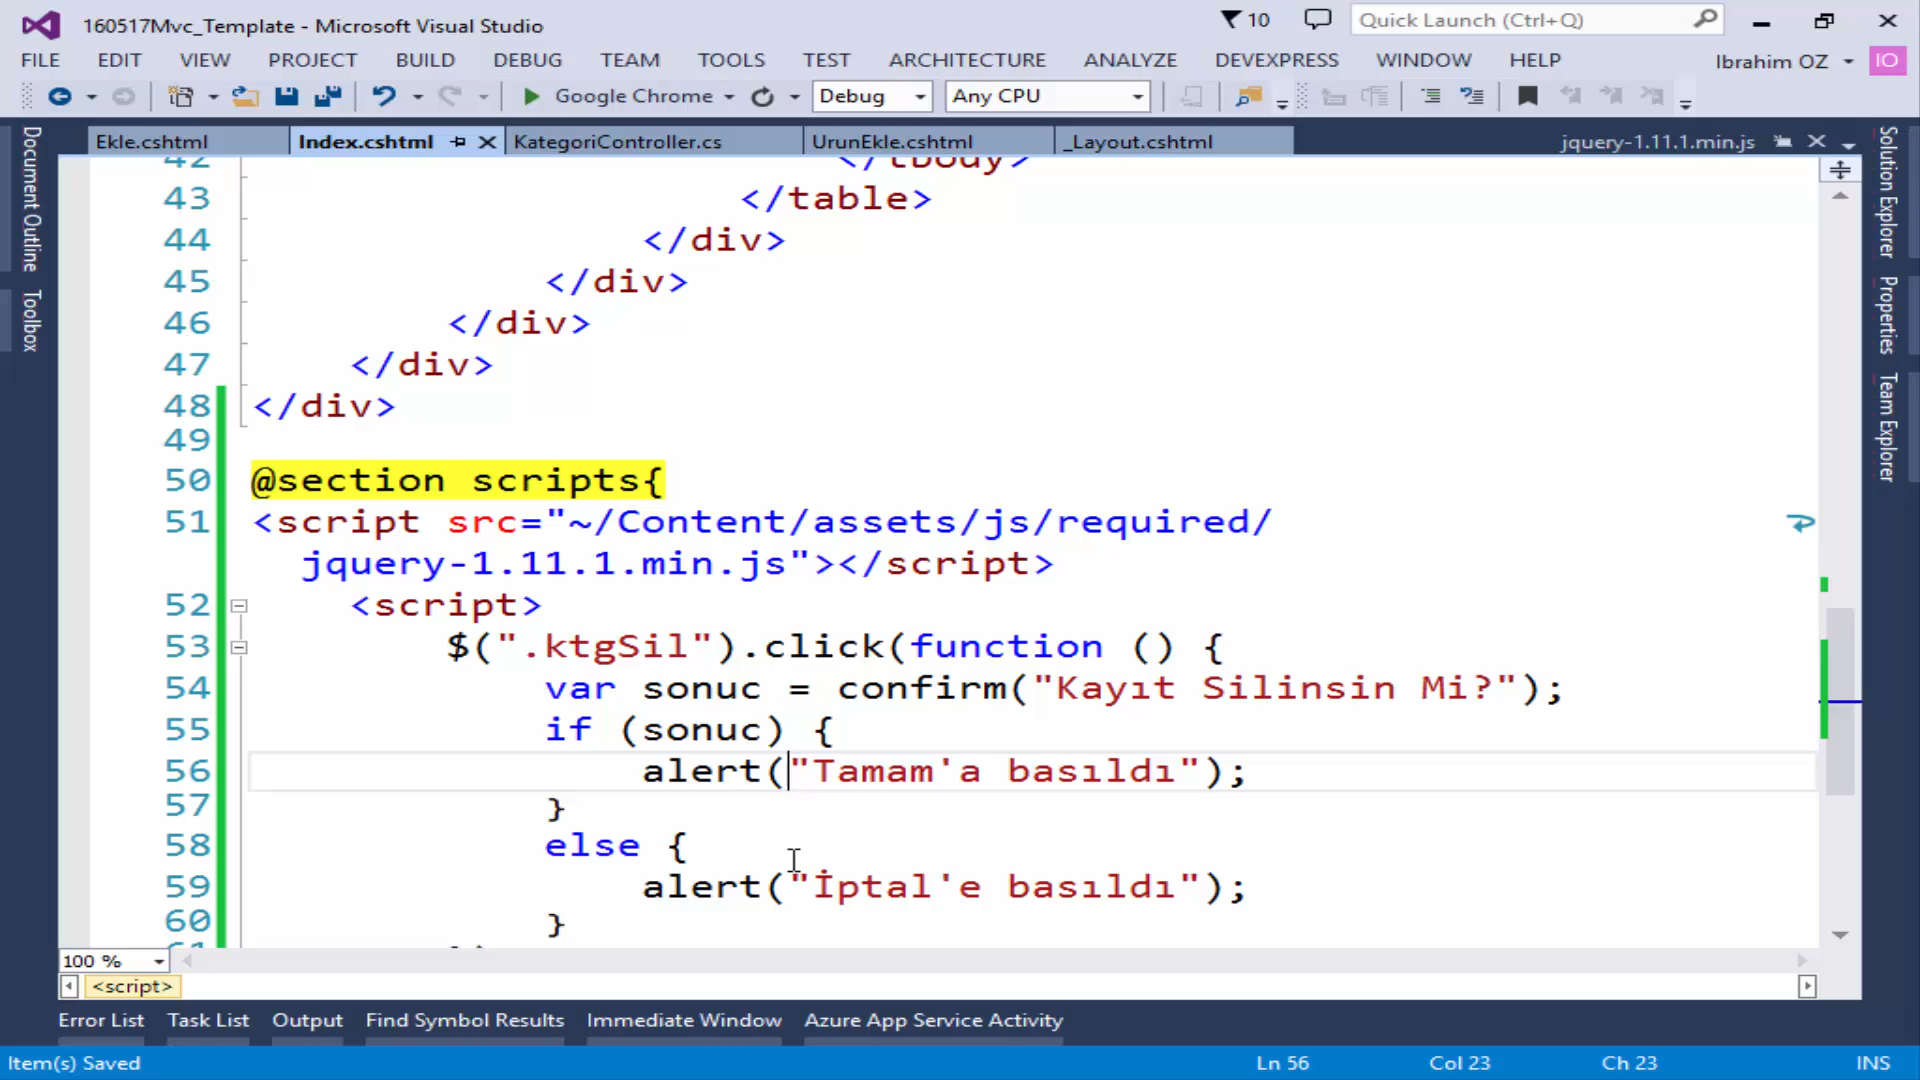 160517Mvc_Template - Microsoft Visual Studio
10
Quick Launch (Ctrl+Q)
FILE EDIT VIEW PROJECT BUILD DEBUG TEAM TOOLS TEST ARCHITECTURE ANALYZE DEVEXPRESS WINDOW HELP
Ibrahim OZ
IO
Google Chrome
Debug
Any CPU
Ekle.cshtml
Index.cshtml
KategoriController.cs
UrunEkle.cshtml
_Layout.cshtml
jquery-1.11.1.min.js
Document Outline
Toolbox
Solution Explorer
Properties
Team Explorer
42 </tbody>
43 </table>
44 </div>
45 </div>
46 </div>
47 </div>
48 </div>
49
50 @section scripts{
51 <script src="~/Content/assets/js/required/
jquery-1.11.1.min.js"></script>
52 <script>
53 $(".ktgSil").click(function () {
54 var sonuc = confirm("Kayıt Silinsin Mi?");
55 if (sonuc) {
56 alert("Tamam'a basıldı");
57 }
58 else {
59 alert("İptal'e basıldı");
60 }
100 %
<script>
Error List Task List Output Find Symbol Results Immediate Window Azure App Service Activity
Item(s) Saved
Ln 56
Col 23
Ch 23
INS